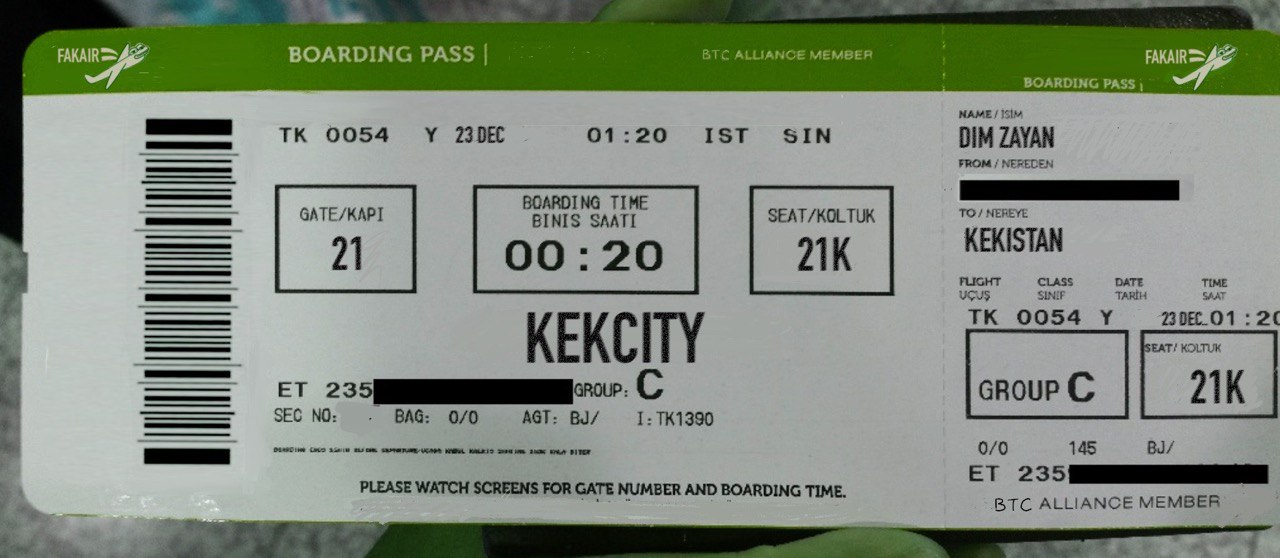 FAKAIR
BOARDING PASS |
BTC ALLIANCE MEMBER
TK 0054 Y 23 DEC 01:20 IST SIN
GATE/KAPI
21
BOARDING TIME
BINIS SAATI
00:20
SEAT/KOLTUK
21K
KEKCITY
ET 235
GROUP: C
SEC NO: BAG: 0/0 AGT: BJ/ I:TK1390
PLEASE WATCH SCREENS FOR GATE NUMBER AND BOARDING TIME.
FAKAIR
BOARDING PASS |
NAME / ISIM
DIM ZAYAN
FROM / NEREDEN
TO / NEREYE
KEKISTAN
FLIGHT CLASS DATE TIME
UÇUŞ SINIF TARİH SAAT
TK 0054 Y 23 DEC 01:20
GROUP C
SEAT/ KOLTUK
21K
0/0 145 BJ/
ET 235
BTC ALLIANCE MEMBER